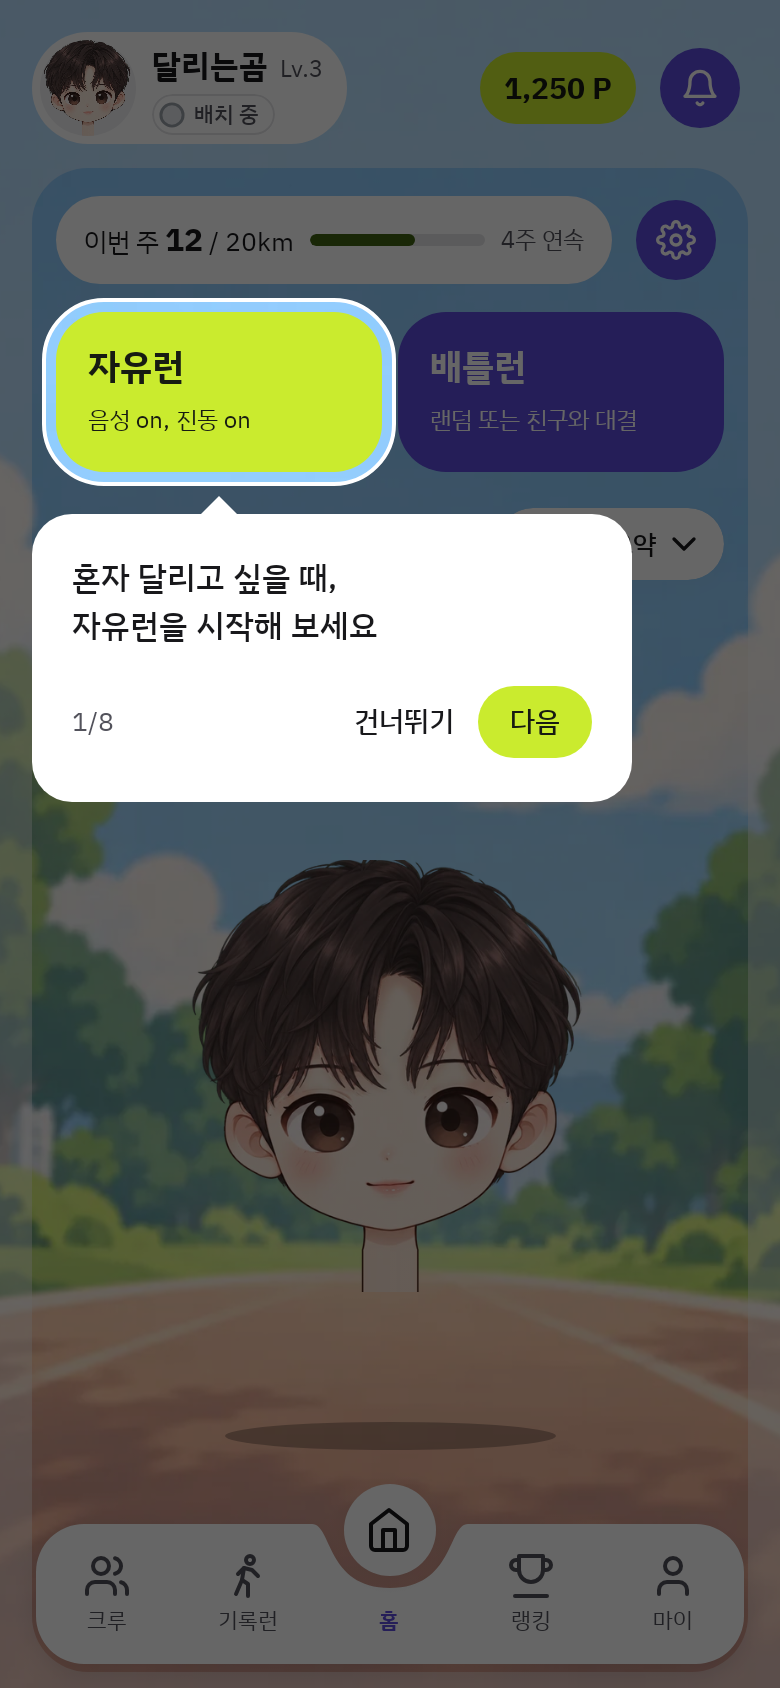 달리는곰 Lv.3
배치 중
1,250 P
이번 주 12 / 20km 4주 연속
자유런
음성 on, 진동 on
배틀런
랜덤 또는 친구와 대결
약
혼자 달리고 싶을 때,
자유런을 시작해 보세요
1/8 건너뛰기 다음
크루 기록런 홈 랭킹 마이